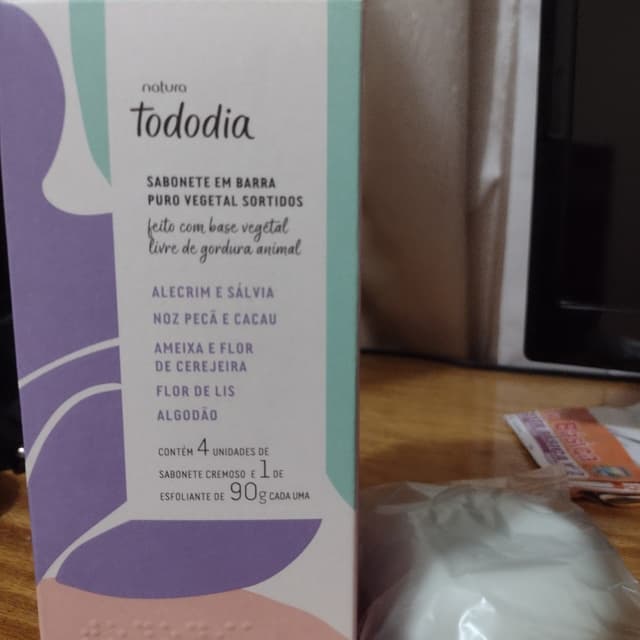 natura
tododia
SABONETE EM BARRA
PURO VEGETAL SORTIDOS
feito com base vegetal
livre de gordura animal
ALECRIM E SÁLVIA
NOZ PECÃ E CACAU
AMEIXA E FLOR
DE CEREJEIRA
FLOR DE LIS
ALGODÃO
CONTÉM 4 UNIDADES DE
SABONETE CREMOSO E 1 DE
ESFOLIANTE DE 90g CADA UMA